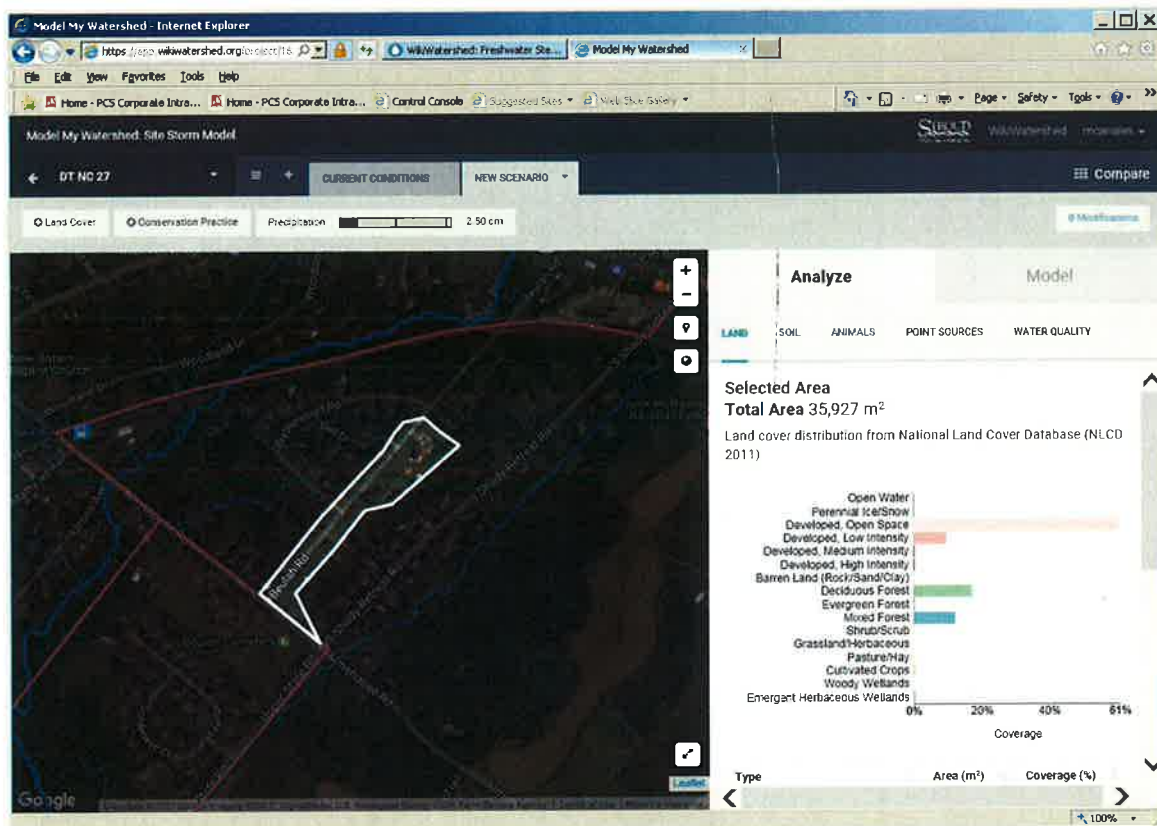 Model My Watershed - Internet Explorer
WikiWatershed: Freshwater Ste... Model My Watershed
File Edit View Favorites Tools Help
Home - PCS Corporate Intra... Home - PCS Corporate Intra... Control Console Suggested Sites Web Slice Gallery Page Safety Tools
Model My Watershed: Site Storm Model
WikiWatershed
DT NC 27 CURRENT CONDITIONS NEW SCENARIO Compare
Land Cover Conservation Practice Precipitation 2.50 cm 0 Modifications
Analyze Model
LAND SOIL ANIMALS POINT SOURCES WATER QUALITY
Selected Area
Total Area 35,927 m²
Land cover distribution from National Land Cover Database (NLCD
2011)
Open Water
Perennial Ice/Snow
Developed, Open Space
Developed, Low Intensity
Developed, Medium Intensity
Developed, High Intensity
Barren Land (Rock/Sand/Clay)
Deciduous Forest
Evergreen Forest
Mixed Forest
Shrub/Scrub
Grassland/Herbaceous
Pasture/Hay
Cultivated Crops
Woody Wetlands
Emergent Herbaceous Wetlands
0% 20% 40% 61%
Coverage
Type Area (m²) Coverage (%)
Beulah Rd
Leaflet
Google
100%